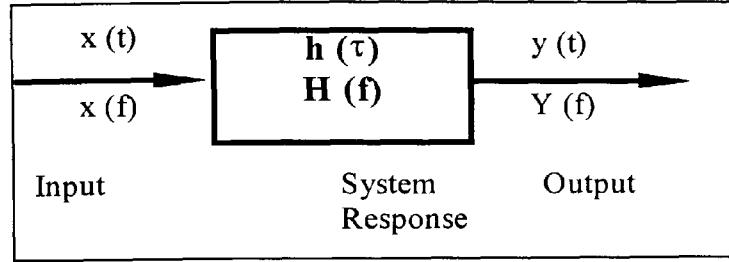 x (t)
h (τ)
y (t)
x (f)
H (f)
Y (f)
Input
System
Response
Output